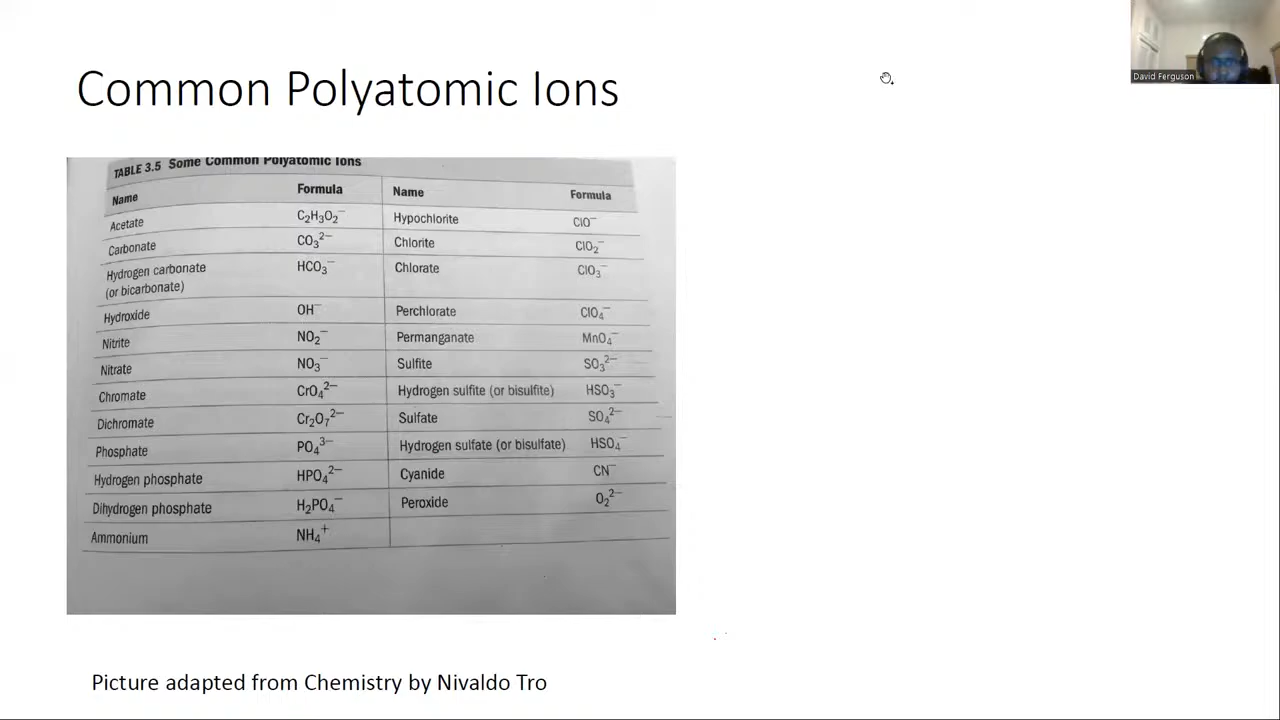 Common Polyatomic Ions
David Ferguson
TABLE 3.5 Some Common Polyatomic Ions
Name Formula Name Formula
Acetate C₂H₃O₂⁻ Hypochlorite ClO⁻
Carbonate CO₃²⁻ Chlorite ClO₂⁻
Hydrogen carbonate HCO₃⁻ Chlorate ClO₃⁻
(or bicarbonate)
Hydroxide OH⁻ Perchlorate ClO₄⁻
Nitrite NO₂⁻ Permanganate MnO₄⁻
Nitrate NO₃⁻ Sulfite SO₃²⁻
Chromate CrO₄²⁻ Hydrogen sulfite (or bisulfite) HSO₃⁻
Dichromate Cr₂O₇²⁻ Sulfate SO₄²⁻
Phosphate PO₄³⁻ Hydrogen sulfate (or bisulfate) HSO₄⁻
Hydrogen phosphate HPO₄²⁻ Cyanide CN⁻
Dihydrogen phosphate H₂PO₄⁻ Peroxide O₂²⁻
Ammonium NH₄⁺
Picture adapted from Chemistry by Nivaldo Tro